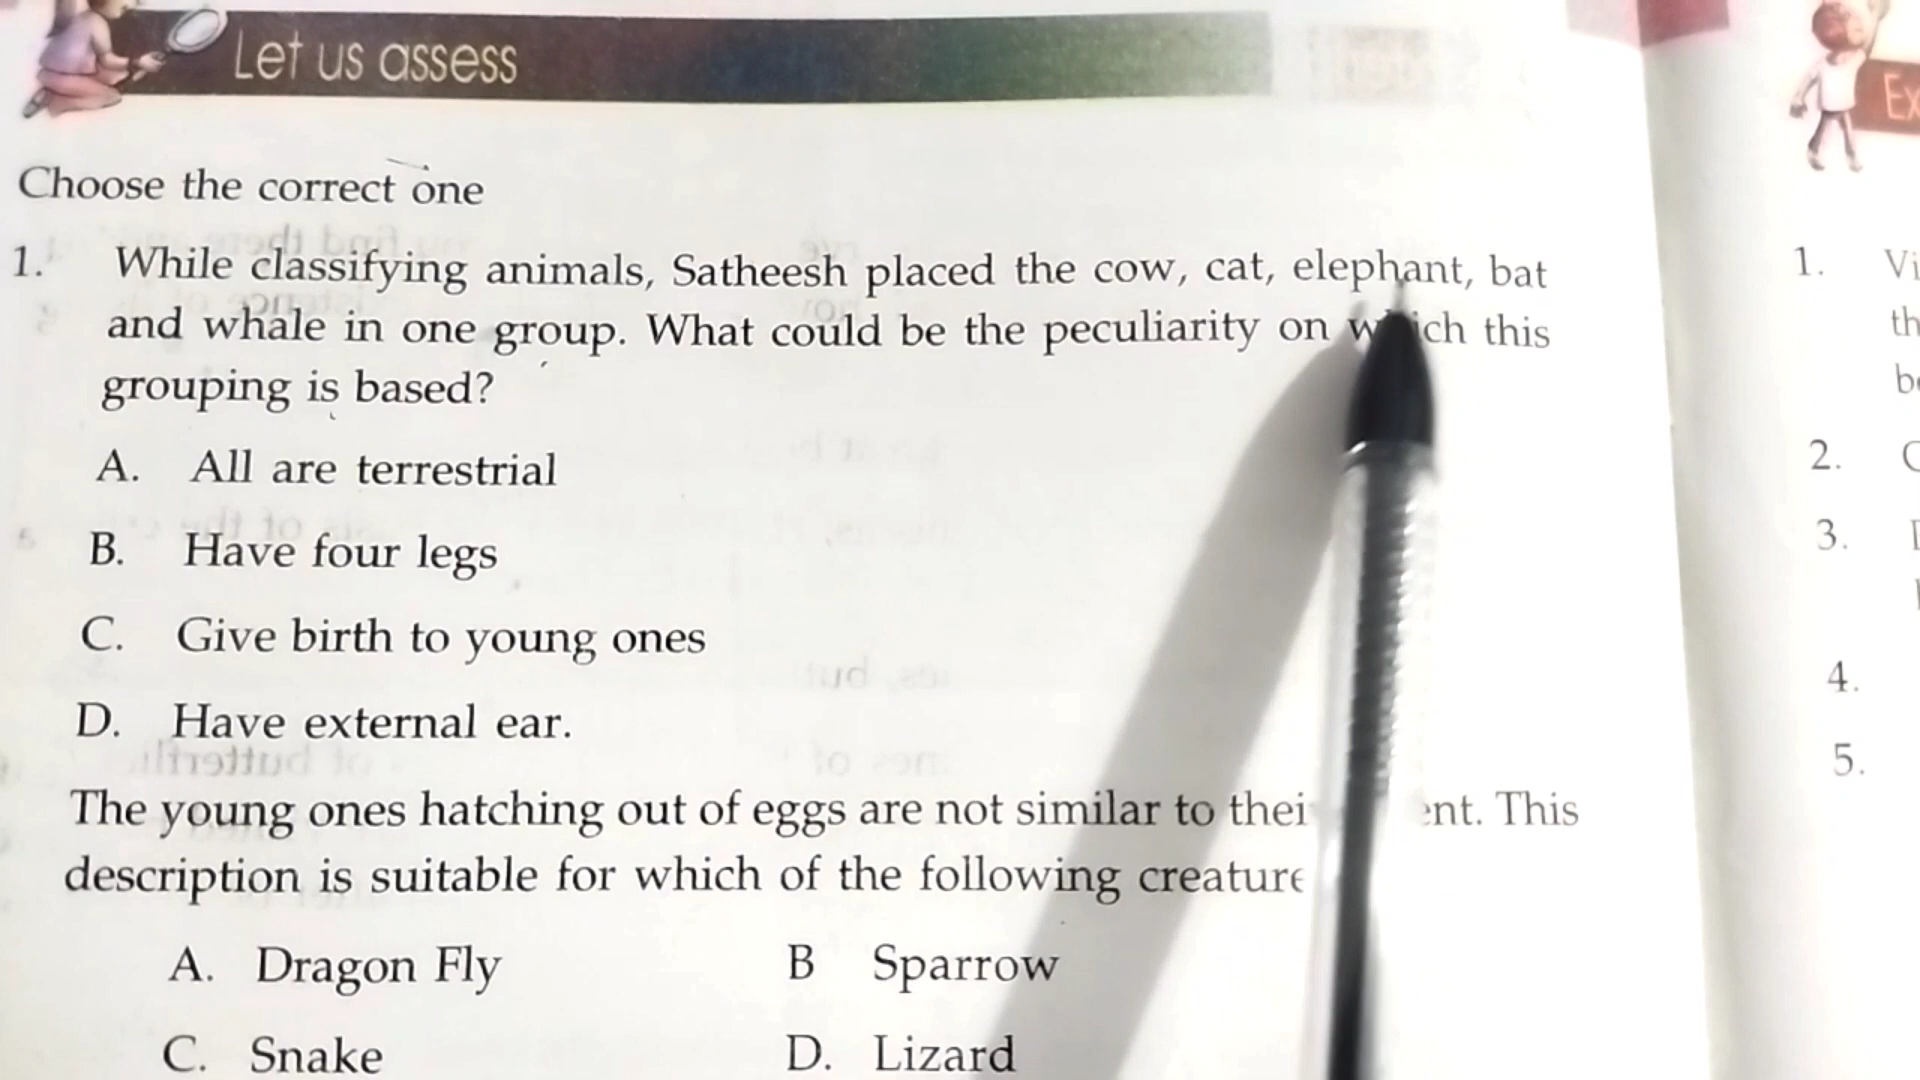 Let us assess
Choose the correct one
1. While classifying animals, Satheesh placed the cow, cat, elephant, bat
and whale in one group. What could be the peculiarity on which this
grouping is based?
A. All are terrestrial
B. Have four legs
C. Give birth to young ones
D. Have external ear.
The young ones hatching out of eggs are not similar to This
description is suitable for which of the following
A. Dragon Fly B Sparrow
C. Snake D. Lizard
1.
2.
3.
4.
5.